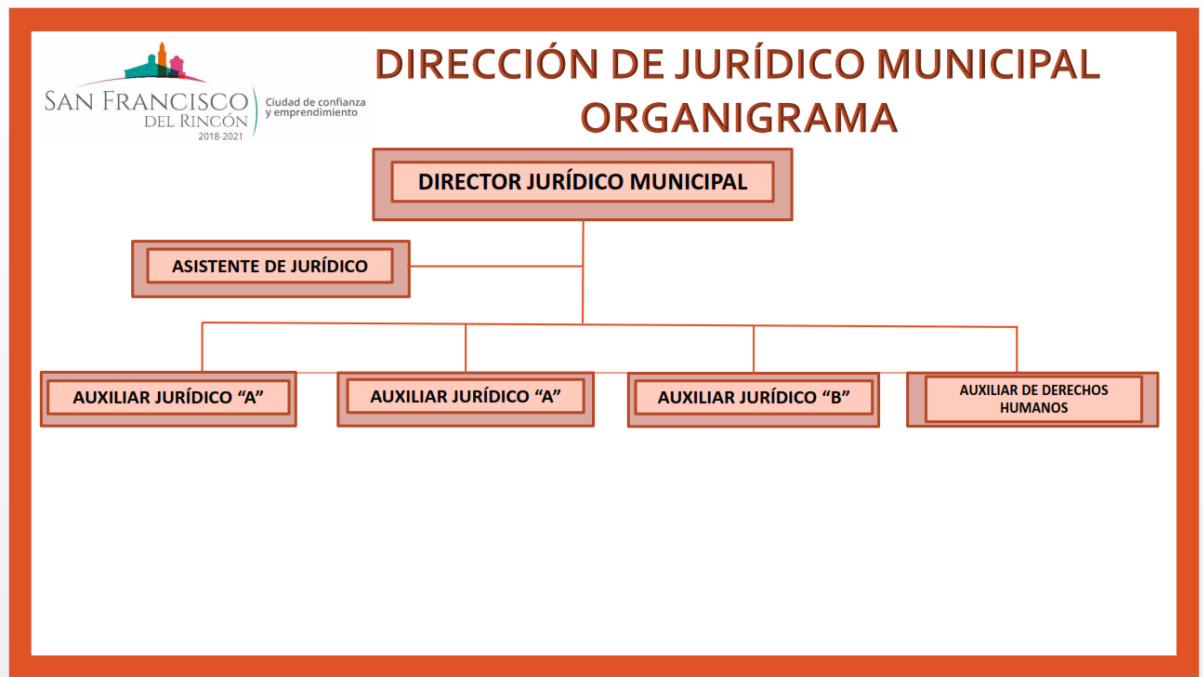 SAN FRANCISCO
DEL RINCÓN
2018-2021
Ciudad de confianza
y emprendimiento
DIRECCIÓN DE JURÍDICO MUNICIPAL
ORGANIGRAMA
DIRECTOR JURÍDICO MUNICIPAL
ASISTENTE DE JURÍDICO
AUXILIAR JURÍDICO “A”
AUXILIAR JURÍDICO “A”
AUXILIAR JURÍDICO “B”
AUXILIAR DE DERECHOS
HUMANOS